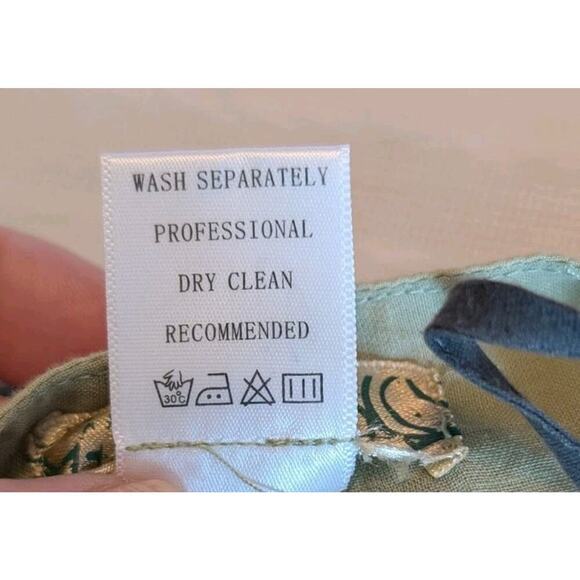 WASH SEPARATELY
PROFESSIONAL
DRY CLEAN
RECOMMENDED
30°C